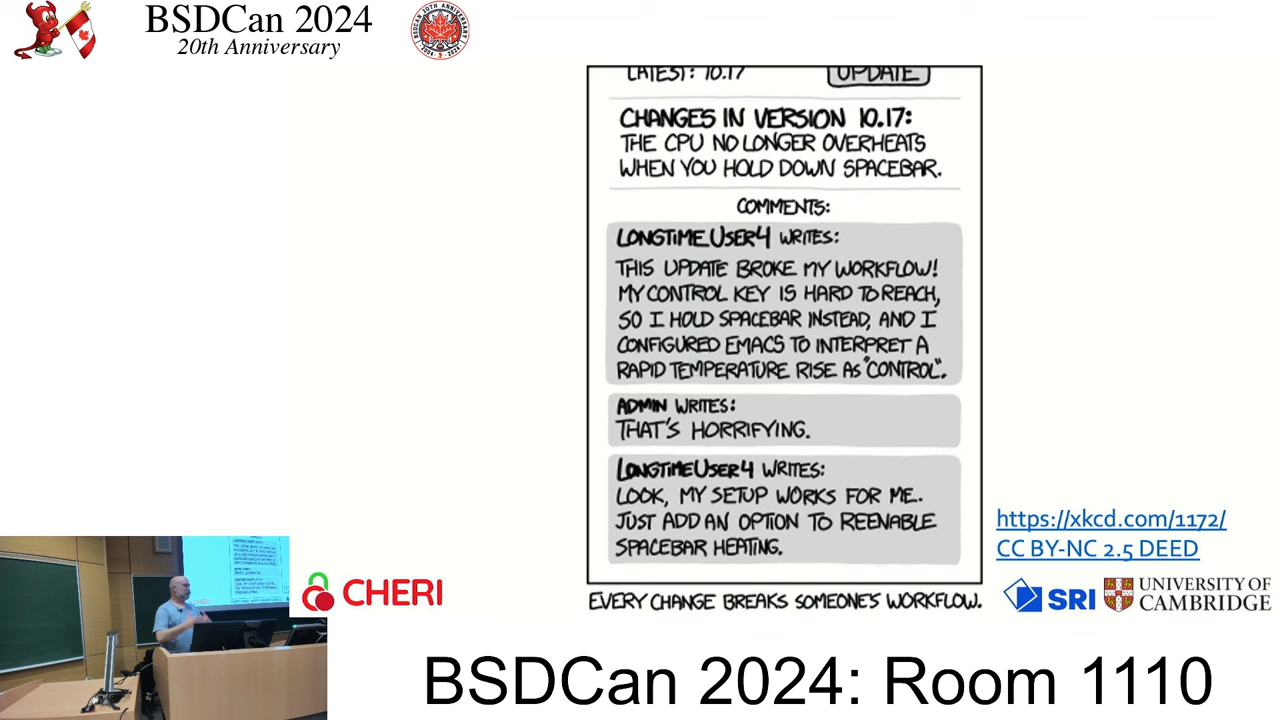 BSDCan 2024
20th Anniversary
LATEST: 10.17
UPDATE
CHANGES IN VERSION 10.17:
THE CPU NO LONGER OVERHEATS
WHEN YOU HOLD DOWN SPACEBAR.
COMMENTS:
LONGTIMEUSER4 WRITES:
THIS UPDATE BROKE MY WORKFLOW!
MY CONTROL KEY IS HARD TO REACH,
SO I HOLD SPACEBAR INSTEAD, AND I
CONFIGURED EMACS TO INTERPRET A
RAPID TEMPERATURE RISE AS "CONTROL".
ADMIN WRITES:
THAT'S HORRIFYING.
LONGTIMEUSER4 WRITES:
LOOK, MY SETUP WORKS FOR ME.
JUST ADD AN OPTION TO REENABLE
SPACEBAR HEATING.
EVERY CHANGE BREAKS SOMEONE'S WORKFLOW.
https://xkcd.com/1172/
CC BY-NC 2.5 DEED
CHERI
SRI
UNIVERSITY OF
CAMBRIDGE
BSDCan 2024: Room 1110